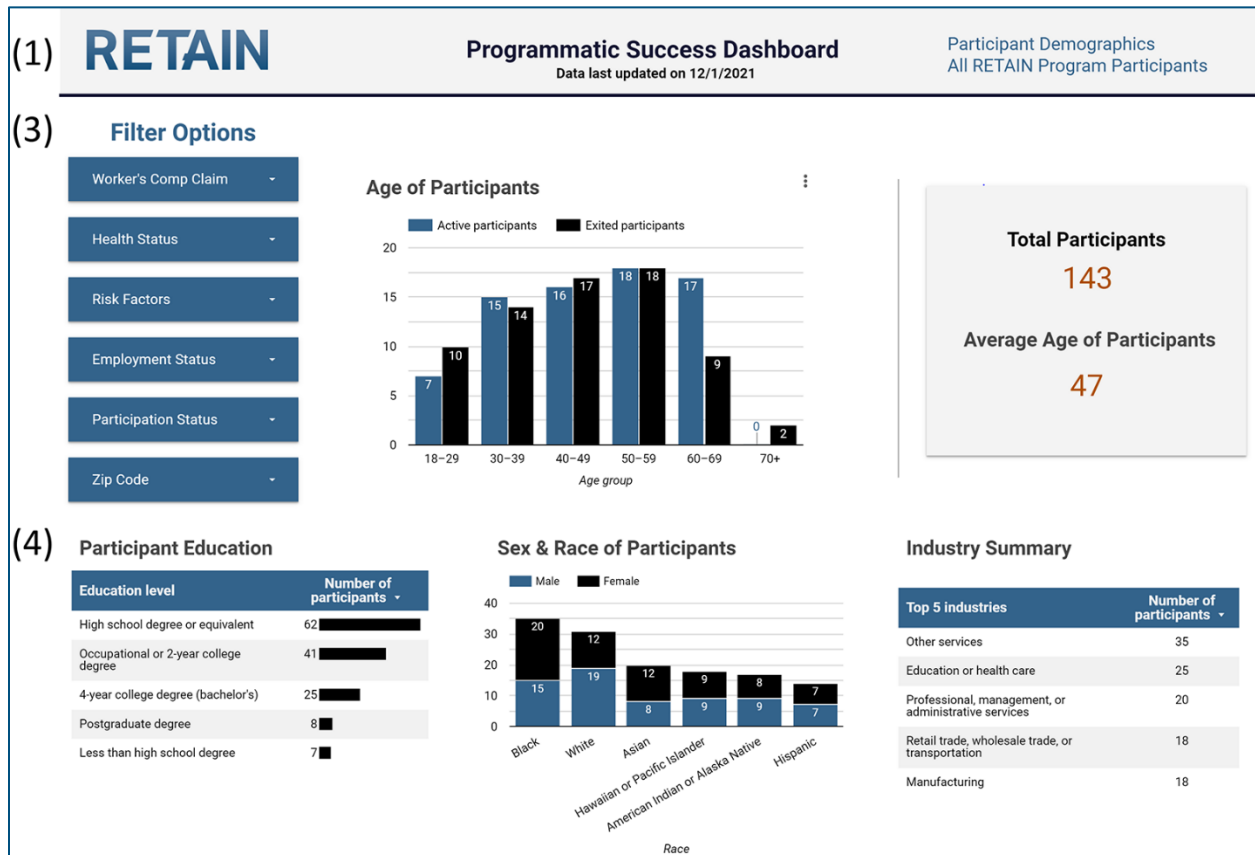 (1)
RETAIN
Programmatic Success Dashboard
Data last updated on 12/1/2021
Participant Demographics
All RETAIN Program Participants
(3)
Filter Options
Worker's Comp Claim
Health Status
Risk Factors
Employment Status
Participation Status
Zip Code
Age of Participants
Active participants
Exited participants
20
15
10
5
0
7
10
15
14
16
17
18
18
17
9
0
2
18–29
30–39
40–49
50–59
60–69
70+
Age group
Total Participants
143
Average Age of Participants
47
(4)
Participant Education
Education level
Number of
participants
High school degree or equivalent
62
Occupational or 2-year college
degree
41
4-year college degree (bachelor's)
25
Postgraduate degree
8
Less than high school degree
7
Sex & Race of Participants
Male
Female
40
30
20
10
0
20
15
12
19
12
8
9
9
8
9
7
7
Black
White
Asian
Hawaiian or Pacific Islander
American Indian or Alaska Native
Hispanic
Race
Industry Summary
Top 5 industries
Number of
participants
Other services
35
Education or health care
25
Professional, management, or
administrative services
20
Retail trade, wholesale trade, or
transportation
18
Manufacturing
18